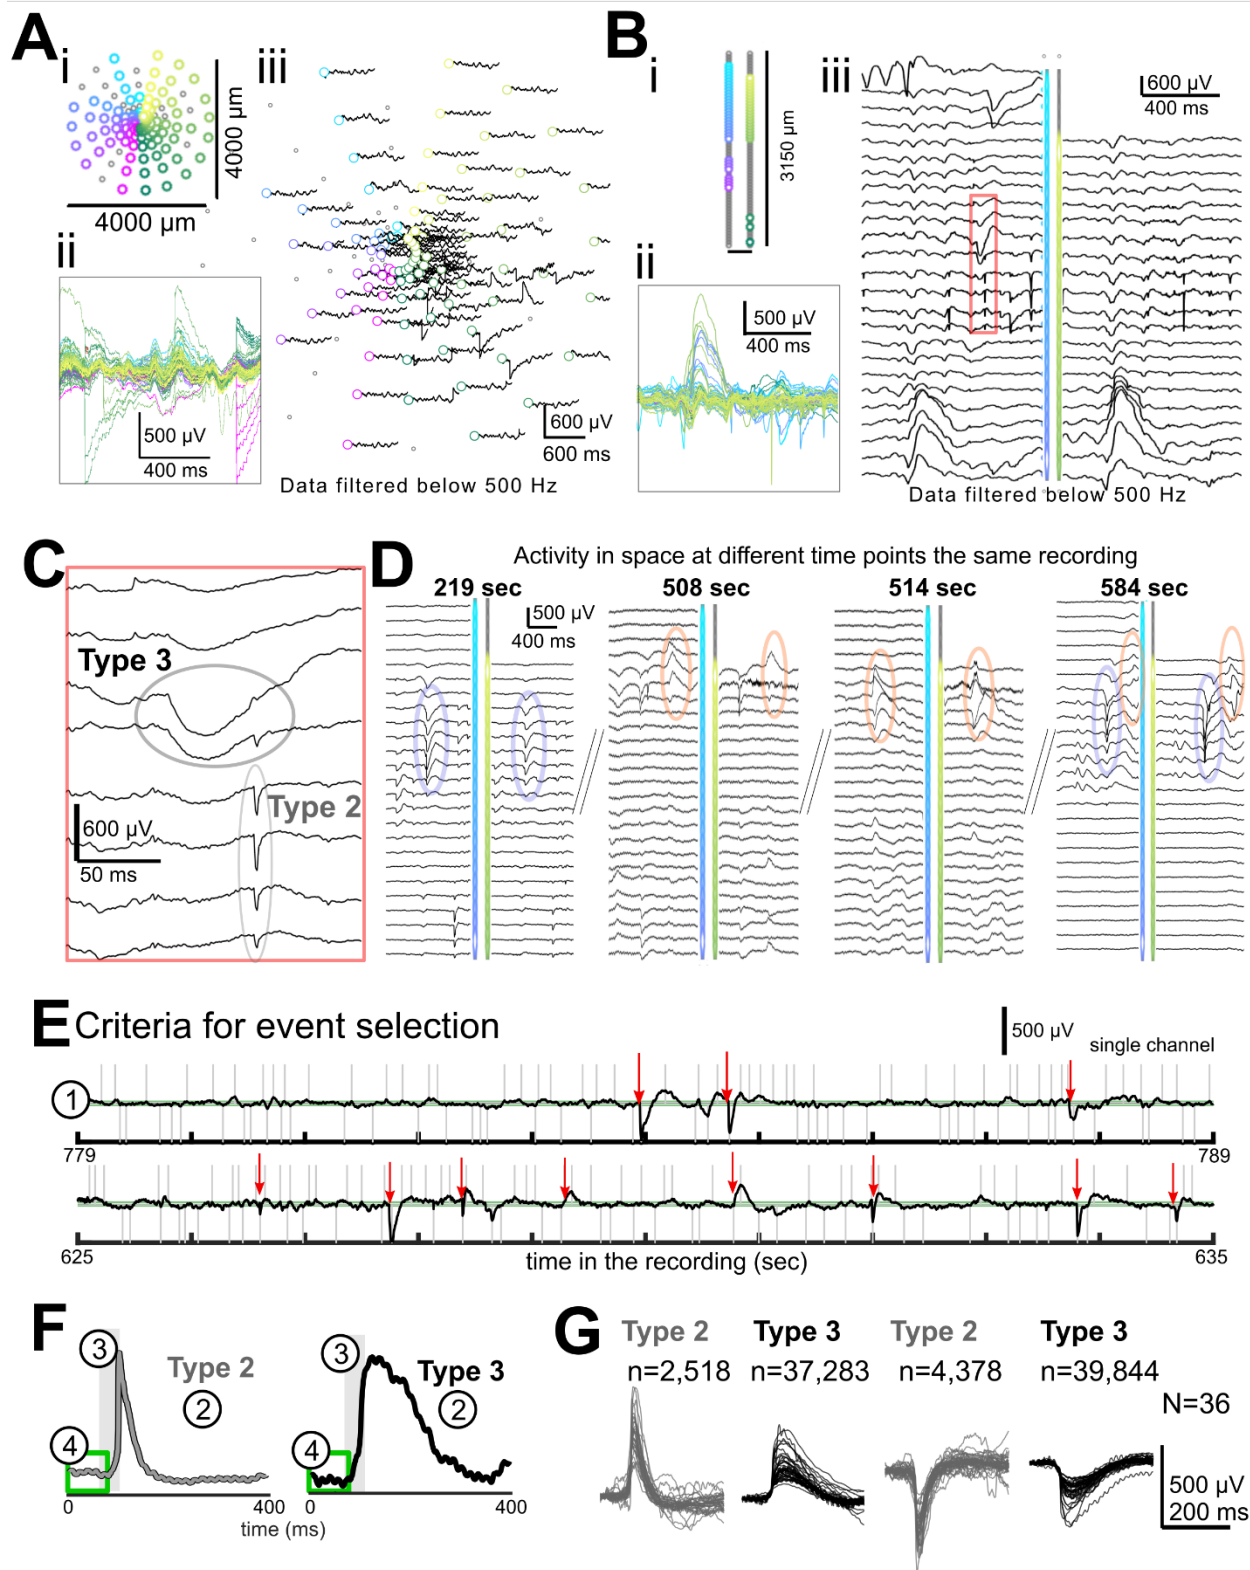 A
i
4000 µm
4000 µm
ii
500 µV
400 ms
iii
600 µV
600 ms
Data filtered below 500 Hz
B
i
3150 µm
ii
500 µV
400 ms
iii
600 µV
400 ms
Data filtered below 500 Hz
C
Type 3
Type 2
600 µV
50 ms
D
Activity in space at different time points the same recording
219 sec
508 sec
514 sec
584 sec
500 µV
400 ms
E Criteria for event selection
500 µV
single channel
1
779
789
625
635
time in the recording (sec)
F
3
Type 2
2
4
0
400
3
Type 3
2
4
0
400
time (ms)
G
Type 2
Type 3
Type 2
Type 3
n=2,518
n=37,283
n=4,378
n=39,844
N=36
500 µV
200 ms